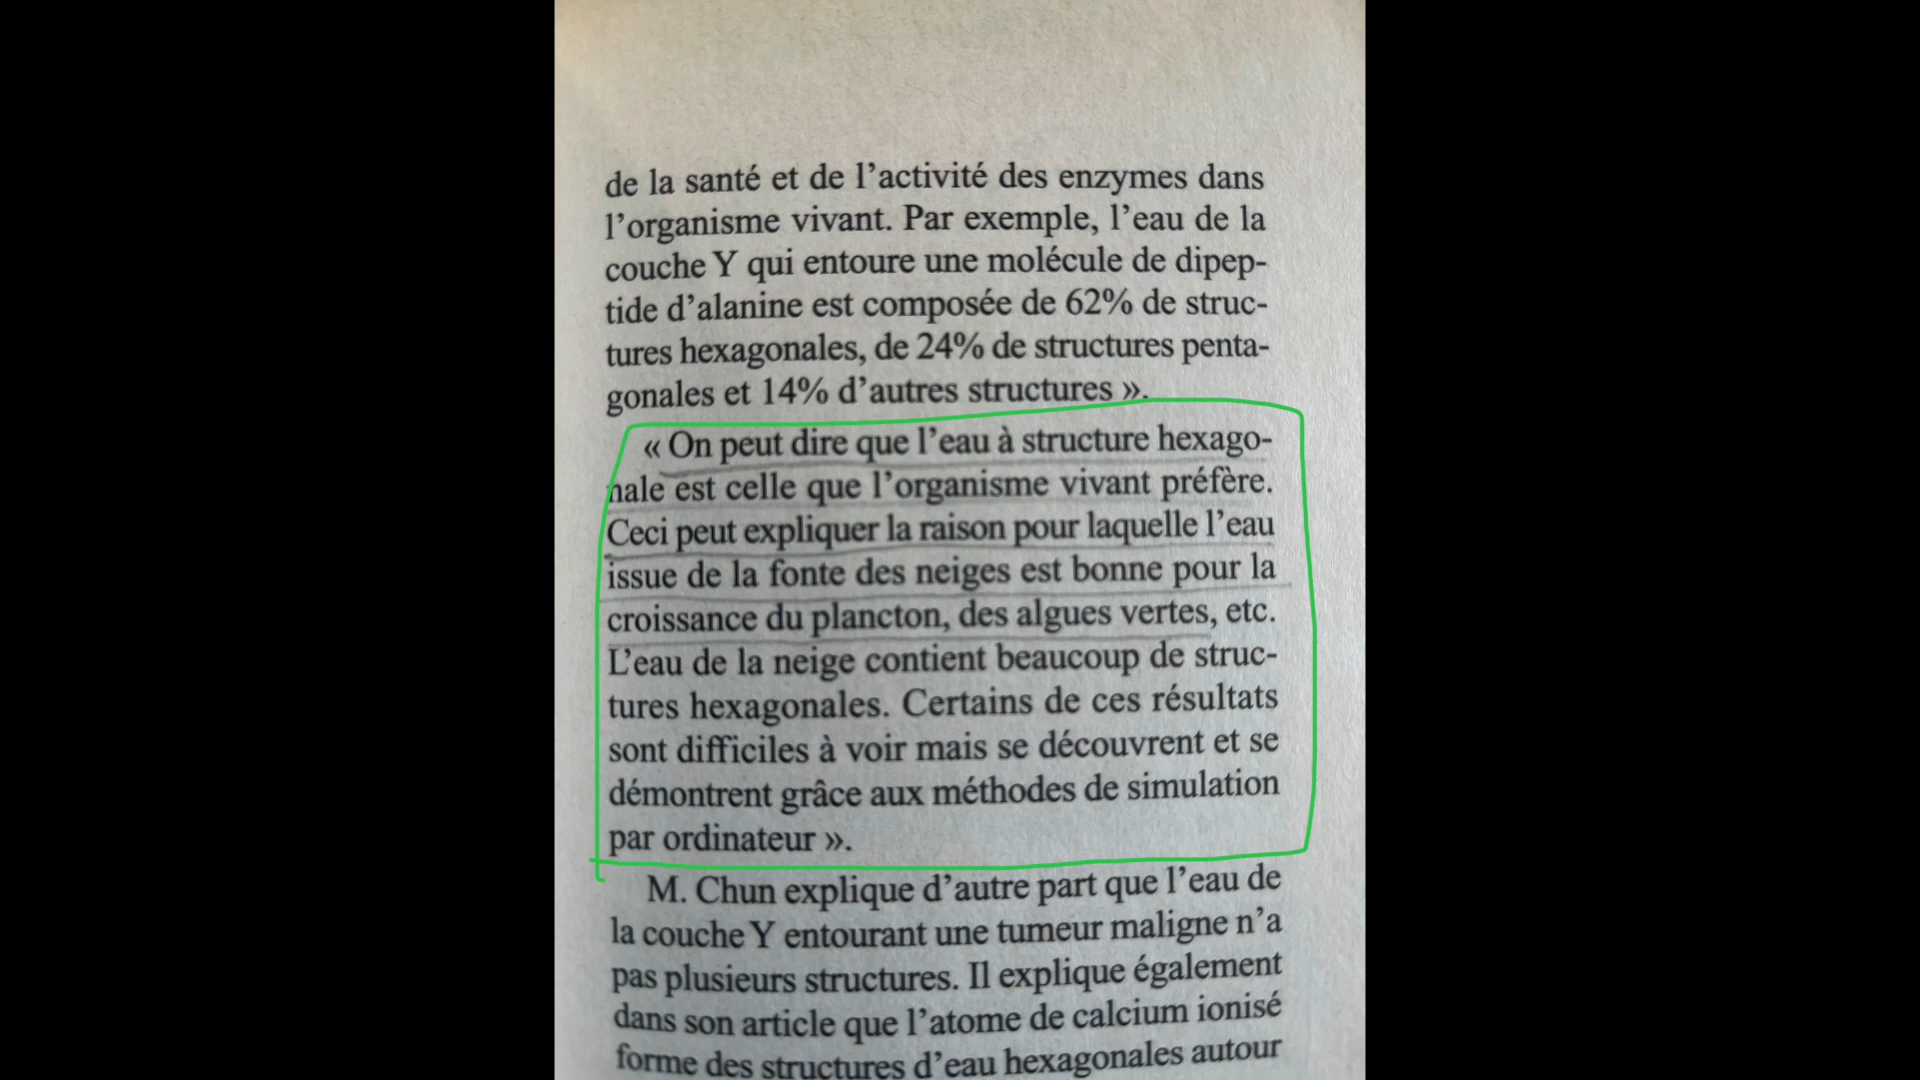 de la santé et de l’activité des enzymes dans
l’organisme vivant. Par exemple, l’eau de la
couche Y qui entoure une molécule de dipep-
tide d’alanine est composée de 62% de struc-
tures hexagonales, de 24% de structures penta-
gonales et 14% d’autres structures ».
« On peut dire que l’eau à structure hexago-
nale est celle que l’organisme vivant préfère.
Ceci peut expliquer la raison pour laquelle l’eau
issue de la fonte des neiges est bonne pour la
croissance du plancton, des algues vertes, etc.
L’eau de la neige contient beaucoup de struc-
tures hexagonales. Certains de ces résultats
sont difficiles à voir mais se découvrent et se
démontrent grâce aux méthodes de simulation
par ordinateur ».
M. Chun explique d’autre part que l’eau de
la couche Y entourant une tumeur maligne n’a
pas plusieurs structures. Il explique également
dans son article que l’atome de calcium ionisé
forme des structures d’eau hexagonales autour